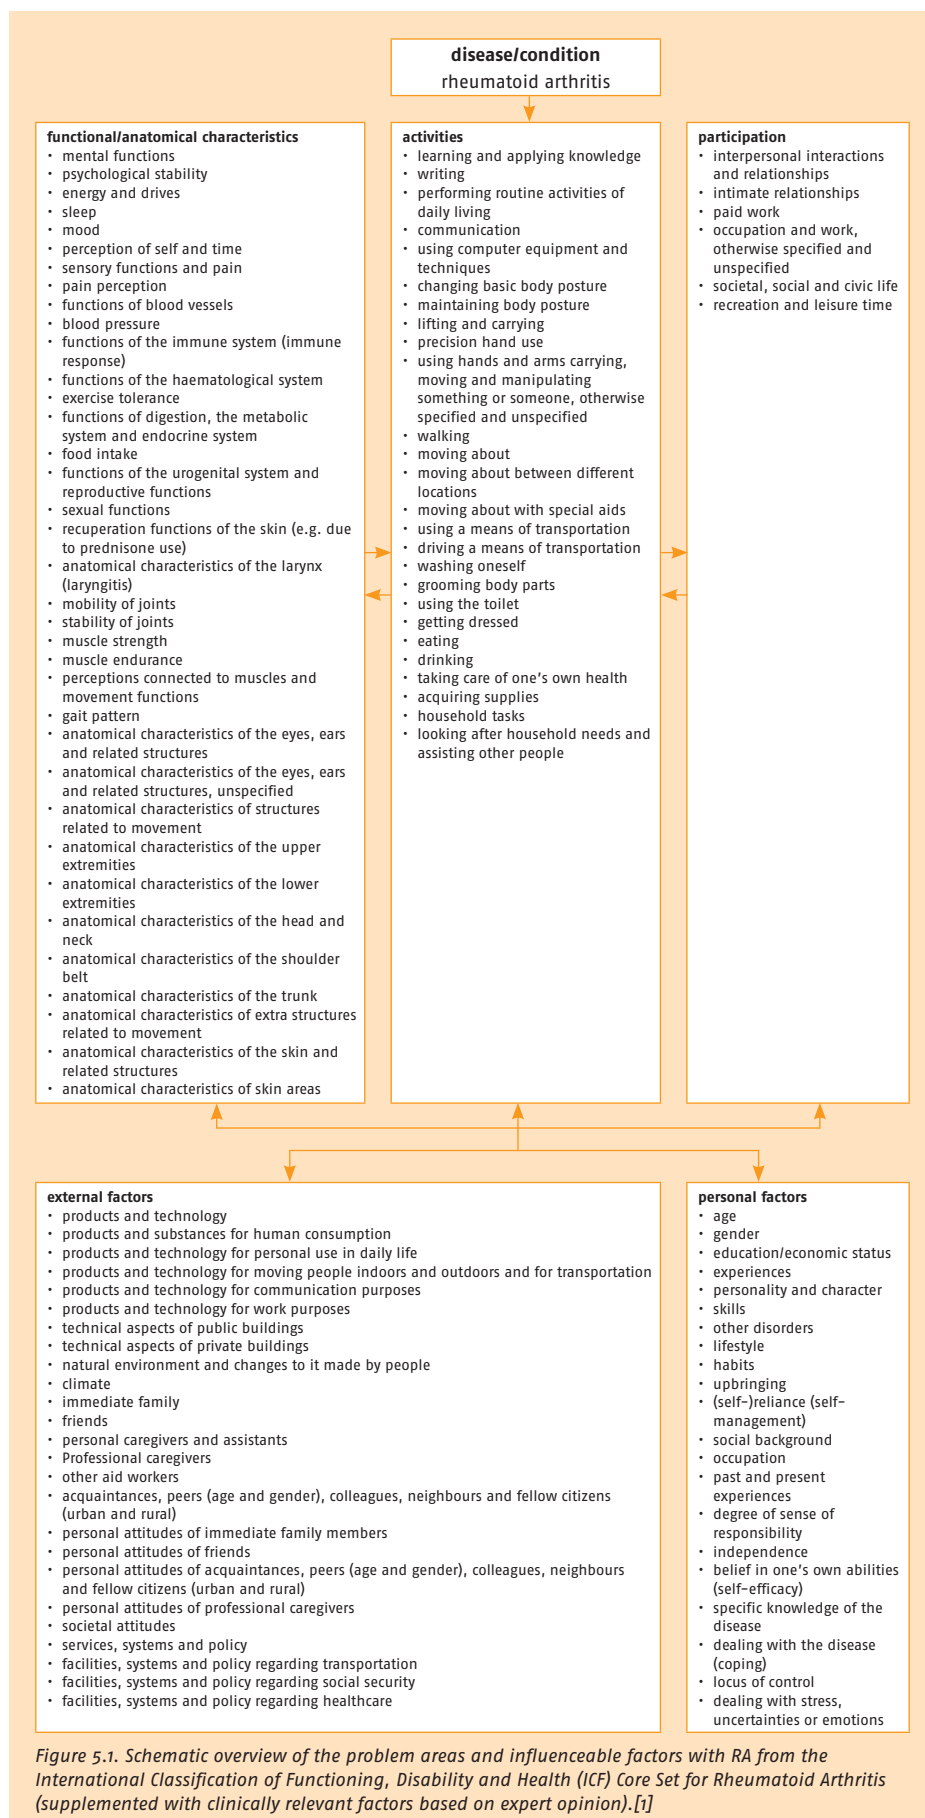 disease/condition
rheumatoid arthritis
functional/anatomical characteristics
• mental functions
• psychological stability
• energy and drives
• sleep
• mood
• perception of self and time
• sensory functions and pain
• pain perception
• functions of blood vessels
• blood pressure
• functions of the immune system (immune
response)
• functions of the haematological system
• exercise tolerance
• functions of digestion, the metabolic
system and endocrine system
• food intake
• functions of the urogenital system and
reproductive functions
• sexual functions
• recuperation functions of the skin (e.g. due
to prednisone use)
• anatomical characteristics of the larynx
(laryngitis)
• mobility of joints
• stability of joints
• muscle strength
• muscle endurance
• perceptions connected to muscles and
movement functions
• gait pattern
• anatomical characteristics of the eyes, ears
and related structures
• anatomical characteristics of the eyes, ears
and related structures, unspecified
• anatomical characteristics of structures
related to movement
• anatomical characteristics of the upper
extremities
• anatomical characteristics of the lower
extremities
• anatomical characteristics of the head and
neck
• anatomical characteristics of the shoulder
belt
• anatomical characteristics of the trunk
• anatomical characteristics of extra structures
related to movement
• anatomical characteristics of the skin and
related structures
• anatomical characteristics of skin areas
activities
• learning and applying knowledge
• writing
• performing routine activities of
daily living
• communication
• using computer equipment and
techniques
• changing basic body posture
• maintaining body posture
• lifting and carrying
• precision hand use
• using hands and arms carrying,
moving and manipulating
something or someone, otherwise
specified and unspecified
• walking
• moving about
• moving about between different
locations
• moving about with special aids
• using a means of transportation
• driving a means of transportation
• washing oneself
• grooming body parts
• using the toilet
• getting dressed
• eating
• drinking
• taking care of one's own health
• acquiring supplies
• household tasks
• looking after household needs and
assisting other people
participation
• interpersonal interactions
and relationships
• intimate relationships
• paid work
• occupation and work,
otherwise specified and
unspecified
• societal, social and civic life
• recreation and leisure time
external factors
• products and technology
• products and substances for human consumption
• products and technology for personal use in daily life
• products and technology for moving people indoors and outdoors and for transportation
• products and technology for communication purposes
• products and technology for work purposes
• technical aspects of public buildings
• technical aspects of private buildings
• natural environment and changes to it made by people
• climate
• immediate family
• friends
• personal caregivers and assistants
• Professional caregivers
• other aid workers
• acquaintances, peers (age and gender), colleagues, neighbours and fellow citizens
(urban and rural)
• personal attitudes of immediate family members
• personal attitudes of friends
• personal attitudes of acquaintances, peers (age and gender), colleagues, neighbours
and fellow citizens (urban and rural)
• personal attitudes of professional caregivers
• societal attitudes
• services, systems and policy
• facilities, systems and policy regarding transportation
• facilities, systems and policy regarding social security
• facilities, systems and policy regarding healthcare
personal factors
• age
• gender
• education/economic status
• experiences
• personality and character
• skills
• other disorders
• lifestyle
• habits
• upbringing
• (self-)reliance (self-
management)
• social background
• occupation
• past and present
experiences
• degree of sense of
responsibility
• independence
• belief in one's own abilities
(self-efficacy)
• specific knowledge of the
disease
• dealing with the disease
(coping)
• locus of control
• dealing with stress,
uncertainties or emotions
Figure 5.1. Schematic overview of the problem areas and influenceable factors with RA from the
International Classification of Functioning, Disability and Health (ICF) Core Set for Rheumatoid Arthritis
(supplemented with clinically relevant factors based on expert opinion).[1]